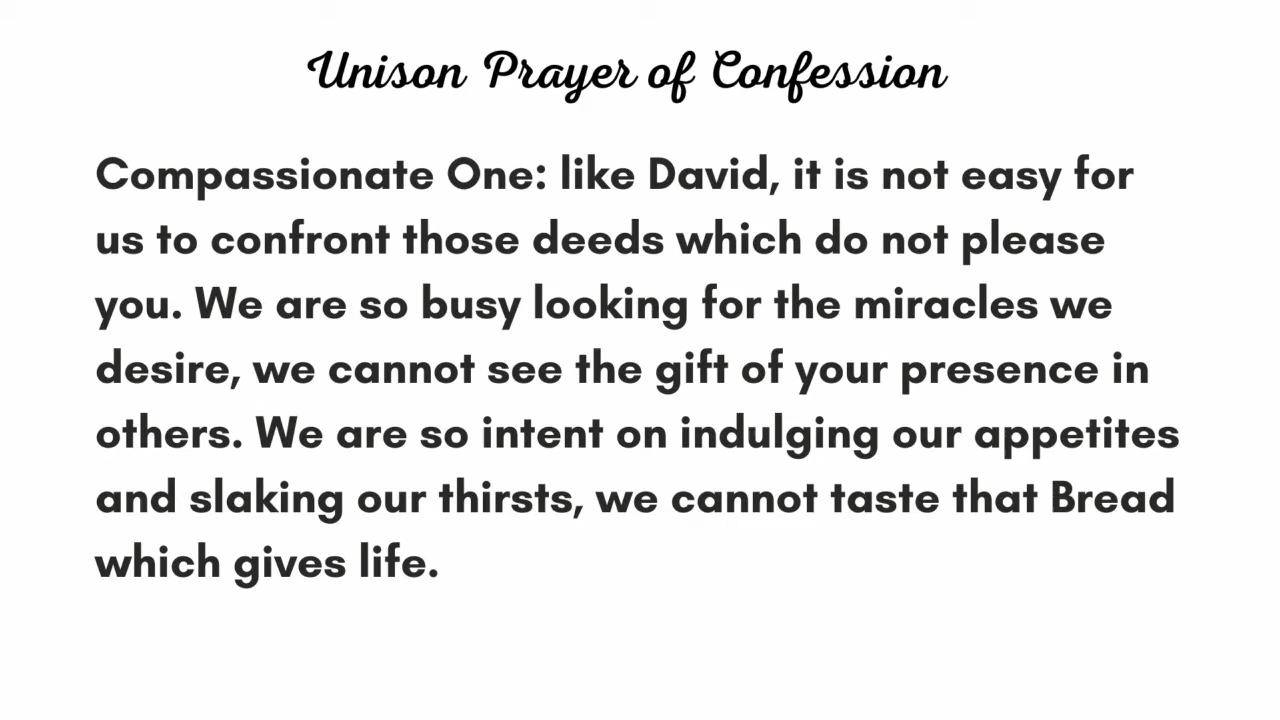 Unison Prayer of Confession
Compassionate One: like David, it is not easy for
us to confront those deeds which do not please
you. We are so busy looking for the miracles we
desire, we cannot see the gift of your presence in
others. We are so intent on indulging our appetites
and slaking our thirsts, we cannot taste that Bread
which gives life.